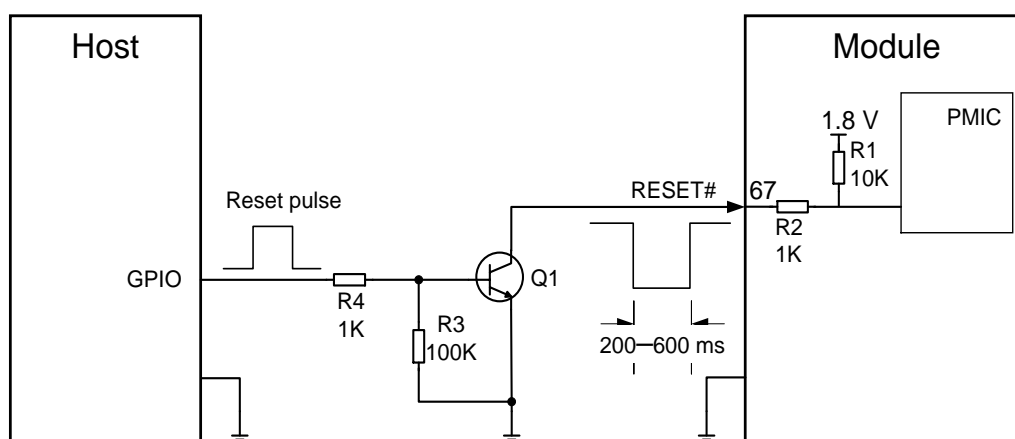 Host
Module
PMIC
1.8 V
R1
10K
67
RESET#
Reset pulse
R2
1K
GPIO
Q1
R4
1K
R3
100K
200–600 ms